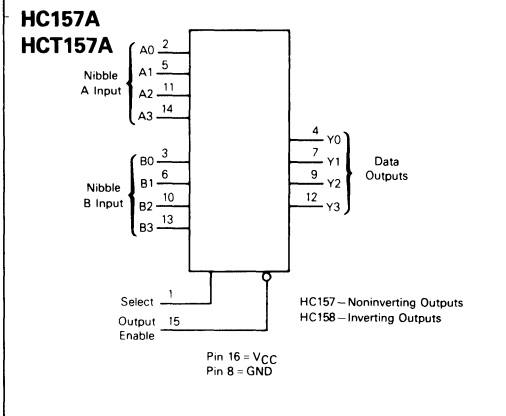 HC157A
HCT157A
Nibble
A Input
A0 2
A1 5
A2 11
A3 14
Nibble
B Input
B0 3
B1 6
B2 10
B3 13
4 Y0
7 Y1
9 Y2
12 Y3
Data
Outputs
Select 1
Output
Enable 15
HC157—Noninverting Outputs
HC158—Inverting Outputs
Pin 16 = VCC
Pin 8 = GND